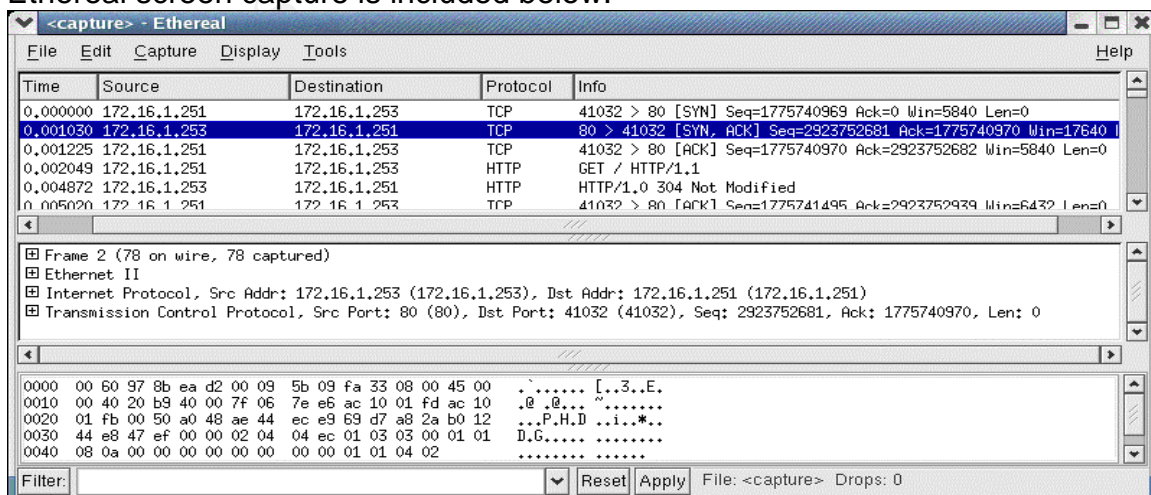 Ethereal screen capture is included below.
<capture> - Ethereal
File Edit Capture Display Tools Help
Time Source Destination Protocol Info
0.000000 172.16.1.251 172.16.1.253 TCP 41032 > 80 [SYN] Seq=1775740969 Ack=0 Win=5840 Len=0
0.001030 172.16.1.253 172.16.1.251 TCP 80 > 41032 [SYN, ACK] Seq=2923752681 Ack=1775740970 Win=17640
0.001225 172.16.1.251 172.16.1.253 TCP 41032 > 80 [ACK] Seq=1775740970 Ack=2923752682 Win=5840 Len=0
0.002049 172.16.1.251 172.16.1.253 HTTP GET / HTTP/1.1
0.004872 172.16.1.253 172.16.1.251 HTTP HTTP/1.0 304 Not Modified
0.005020 172.16.1.251 172.16.1.253 TCP 41032 > 80 [ACK] Seq=1775741495 Ack=2923752939 Win=6432 Len=0
Frame 2 (78 on wire, 78 captured)
Ethernet II
Internet Protocol, Src Addr: 172.16.1.253 (172.16.1.253), Dst Addr: 172.16.1.251 (172.16.1.251)
Transmission Control Protocol, Src Port: 80 (80), Dst Port: 41032 (41032), Seq: 2923752681, Ack: 1775740970, Len: 0
0000 00 60 97 8b ea d2 00 09 5b 09 fa 33 08 00 45 00 .`...... [..3..E.
0010 00 40 20 b9 40 00 7f 06 7e e6 ac 10 01 fd ac 10 .@ .@... ~.......
0020 01 fb 00 50 a0 48 ae 44 ec e9 69 d7 a8 2a b0 12 ...P.H.D ..i..*..
0030 44 e8 47 ef 00 00 02 04 04 ec 01 03 03 00 01 01 D.G..... ........
0040 08 0a 00 00 00 00 00 00 00 00 01 01 04 02 ........ ......
Filter: Reset Apply File: <capture> Drops: 0